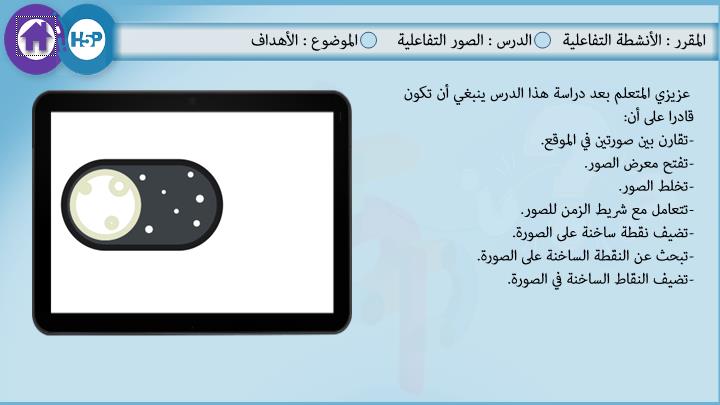 H5P
المقرر : الأنشطة التفاعلية الدرس : الصور التفاعلية الموضوع : الأهداف
عزيزي المتعلم بعد دراسة هذا الدرس ينبغي أن تكون
قادرا على أن:
-تقارن بين صورتين في الموقع.
-تفتح معرض الصور.
-تخلط الصور.
-تتعامل مع شريط الزمن للصور.
-تضيف نقطة ساخنة على الصورة.
-تبحث عن النقطة الساخنة على الصورة.
-تضيف النقاط الساخنة في الصورة.